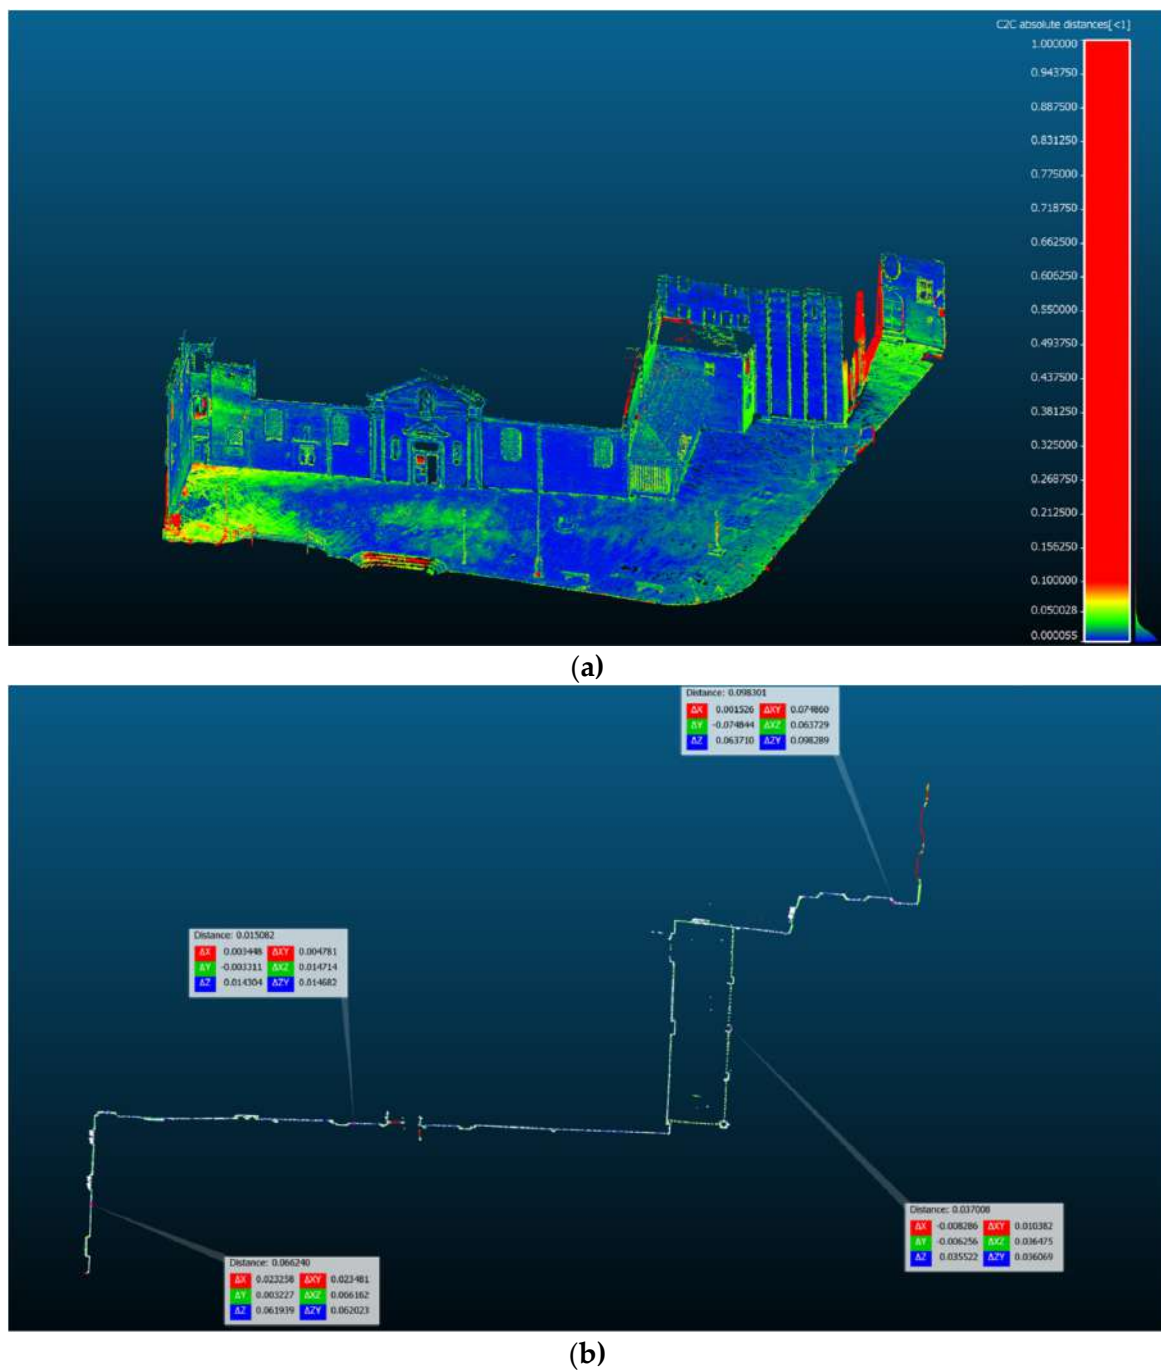 C2C absolute distances[<1]
1.000000
0.943750
0.887500
0.831250
0.775000
0.718750
0.662500
0.606250
0.550000
0.493750
0.437500
0.381250
0.325000
0.268750
0.212500
0.156250
0.100000
0.050028
0.000055
(a)
Distance: 0.098301
ΔX 0.001526 ΔXY 0.074860
ΔY -0.074844 ΔXZ 0.063729
ΔZ 0.063710 ΔZY 0.098289
Distance: 0.015082
ΔX 0.003448 ΔXY 0.004781
ΔY -0.003311 ΔXZ 0.014714
ΔZ 0.014304 ΔZY 0.014682
Distance: 0.037008
ΔX -0.008286 ΔXY 0.010382
ΔY -0.006256 ΔXZ 0.036475
ΔZ 0.035522 ΔZY 0.036069
Distance: 0.066240
ΔX 0.023258 ΔXY 0.023481
ΔY 0.003227 ΔXZ 0.006162
ΔZ 0.061939 ΔZY 0.062023
(b)